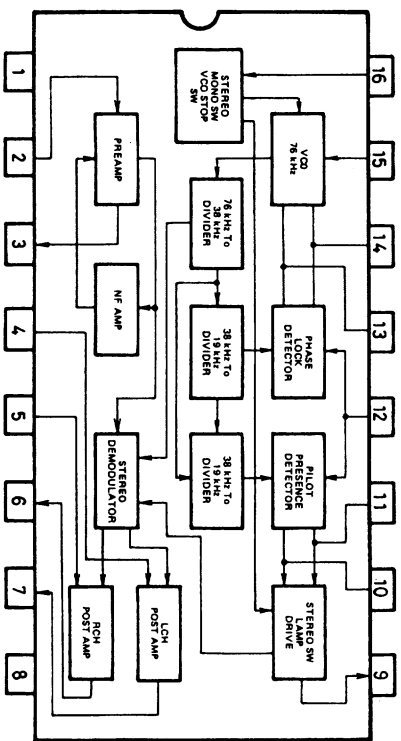 16
15
14
13
12
11
10
9
STEREO
MONO SW
VCO STOP
SW
VCO
76 kHz
PHASE
LOCK
DETECTOR
PILOT
PRESENCE
DETECTOR
STEREO SW
LAMP
DRIVE
76 kHz To
38 kHz
DIVIDER
38 kHz To
19 kHz
DIVIDER
38 kHz To
19 kHz
DIVIDER
PREAMP
NF AMP
STEREO
DEMODULATOR
LCH
POST AMP
RCH
POST AMP
1
2
3
4
5
6
7
8